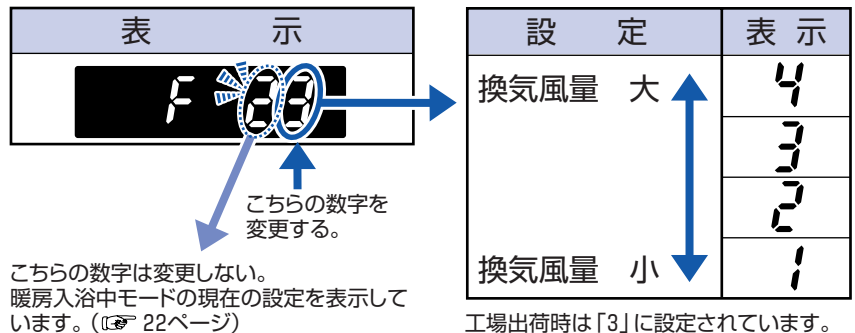 表 示
F 23
こちらの数字を
変更する。
こちらの数字は変更しない。
暖房入浴中モードの現在の設定を表示して
います。(☞ 22ページ)
設 定 表 示
換気風量 大 4
3
2
換気風量 小 1
工場出荷時は「3」に設定されています。